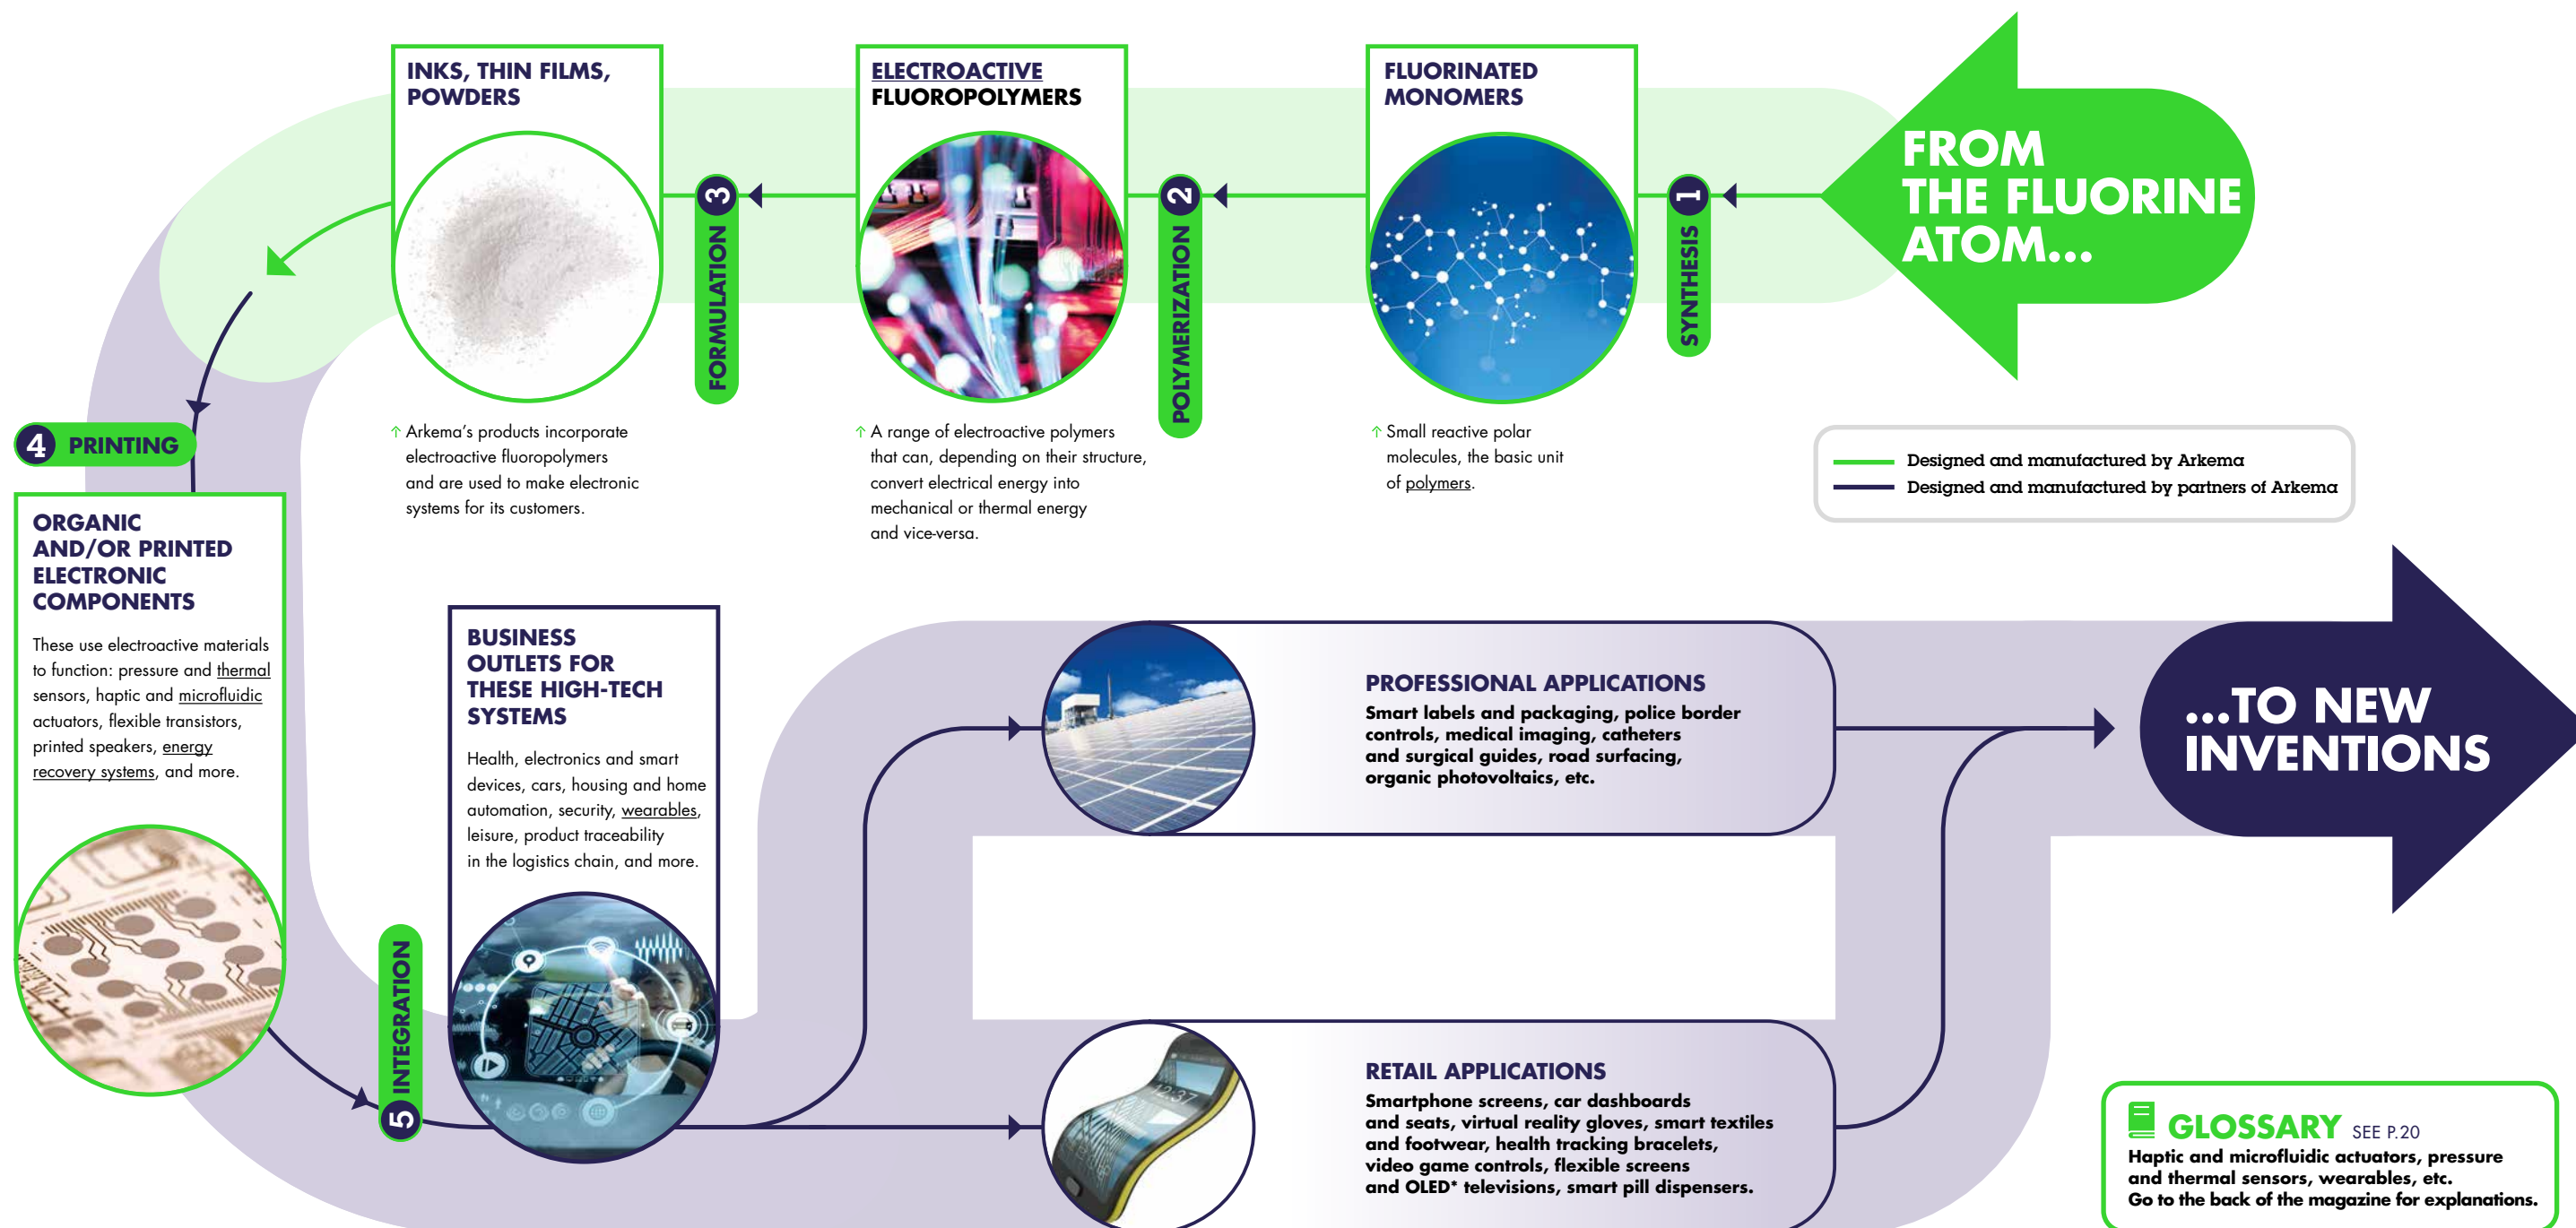 FROM
THE FLUORINE
ATOM...
1 SYNTHESIS
FLUORINATED
MONOMERS
↑ Small reactive polar
molecules, the basic unit
of polymers.
2 POLYMERIZATION
ELECTROACTIVE
FLUOROPOLYMERS
↑ A range of electroactive polymers
that can, depending on their structure,
convert electrical energy into
mechanical or thermal energy
and vice-versa.
3 FORMULATION
INKS, THIN FILMS,
POWDERS
↑ Arkema’s products incorporate
electroactive fluoropolymers
and are used to make electronic
systems for its customers.
Designed and manufactured by Arkema
Designed and manufactured by partners of Arkema
4 PRINTING
ORGANIC
AND/OR PRINTED
ELECTRONIC
COMPONENTS
These use electroactive materials
to function: pressure and thermal
sensors, haptic and microfluidic
actuators, flexible transistors,
printed speakers, energy
recovery systems, and more.
5 INTEGRATION
BUSINESS
OUTLETS FOR
THESE HIGH-TECH
SYSTEMS
Health, electronics and smart
devices, cars, housing and home
automation, security, wearables,
leisure, product traceability
in the logistics chain, and more.
PROFESSIONAL APPLICATIONS
Smart labels and packaging, police border
controls, medical imaging, catheters
and surgical guides, road surfacing,
organic photovoltaics, etc.
12:37
RETAIL APPLICATIONS
Smartphone screens, car dashboards
and seats, virtual reality gloves, smart textiles
and footwear, health tracking bracelets,
video game controls, flexible screens
and OLED* televisions, smart pill dispensers.
...TO NEW
INVENTIONS
GLOSSARY SEE P.20
Haptic and microfluidic actuators, pressure
and thermal sensors, wearables, etc.
Go to the back of the magazine for explanations.